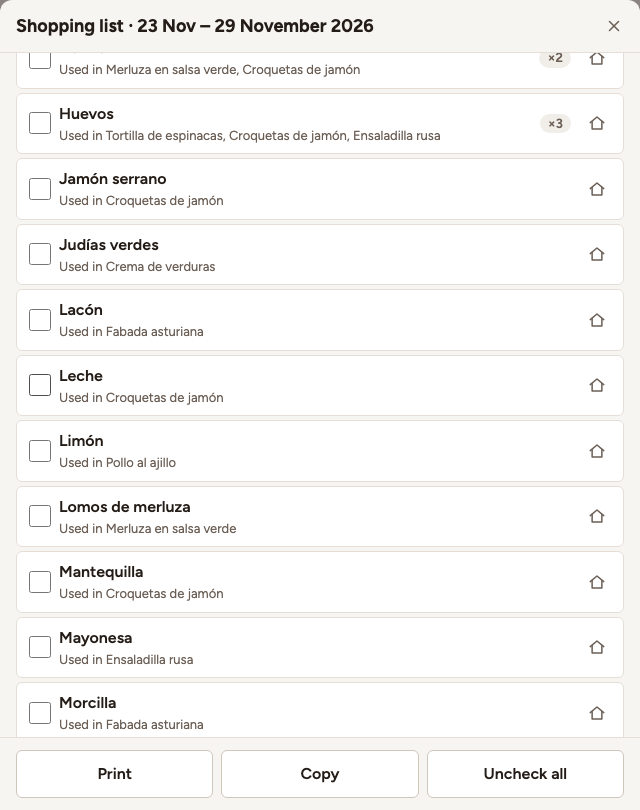 Shopping list · 23 Nov – 29 November 2026
Used in Merluza en salsa verde, Croquetas de jamón
×2
Huevos
Used in Tortilla de espinacas, Croquetas de jamón, Ensaladilla rusa
×3
Jamón serrano
Used in Croquetas de jamón
Judías verdes
Used in Crema de verduras
Lacón
Used in Fabada asturiana
Leche
Used in Croquetas de jamón
Limón
Used in Pollo al ajillo
Lomos de merluza
Used in Merluza en salsa verde
Mantequilla
Used in Croquetas de jamón
Mayonesa
Used in Ensaladilla rusa
Morcilla
Used in Fabada asturiana
Print
Copy
Uncheck all